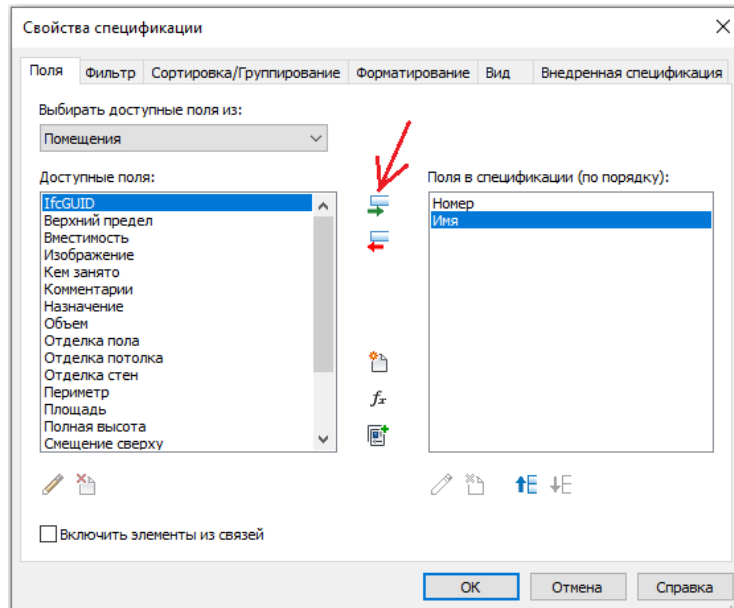 Свойства спецификации
Поля Фильтр Сортировка/Группирование Форматирование Вид Внедренная спецификация
Выбирать доступные поля из:
Помещения
Доступные поля:
Поля в спецификации (по порядку):
IfcGUID
Верхний предел
Вместимость
Изображение
Кем занято
Комментарии
Назначение
Объем
Отделка пола
Отделка потолка
Отделка стен
Периметр
Площадь
Полная высота
Смещение сверху
Номер
Имя
Включить элементы из связей
ОК Отмена Справка